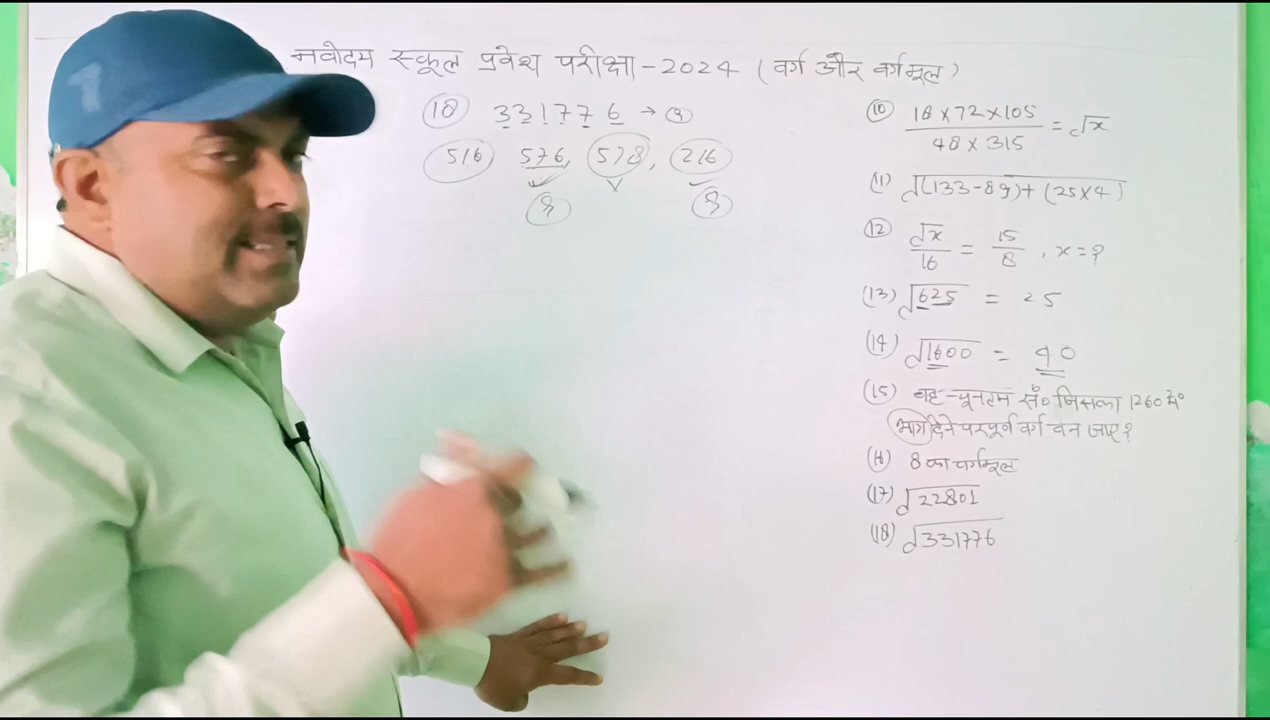 नवोदय स्कूल प्रवेश परीक्षा - 2024 ( वर्ग और वर्गमूल )
(18) 331776 → 9
516 576, 578, 216
9 9
(10) 18×72×105 / 48×315 = √x
(11) √(133-89)+(25×4)
(12) √x / 16 = 15 / 8 , x = ?
(13) √625 = 25
(14) √1600 = 40
(15) वह न्यूनतम सं० जिसका 1260 में
भाग देने पर पूर्ण वर्ग बन जाए ?
8 का वर्गमूल
(17) √22801
(18) √331776